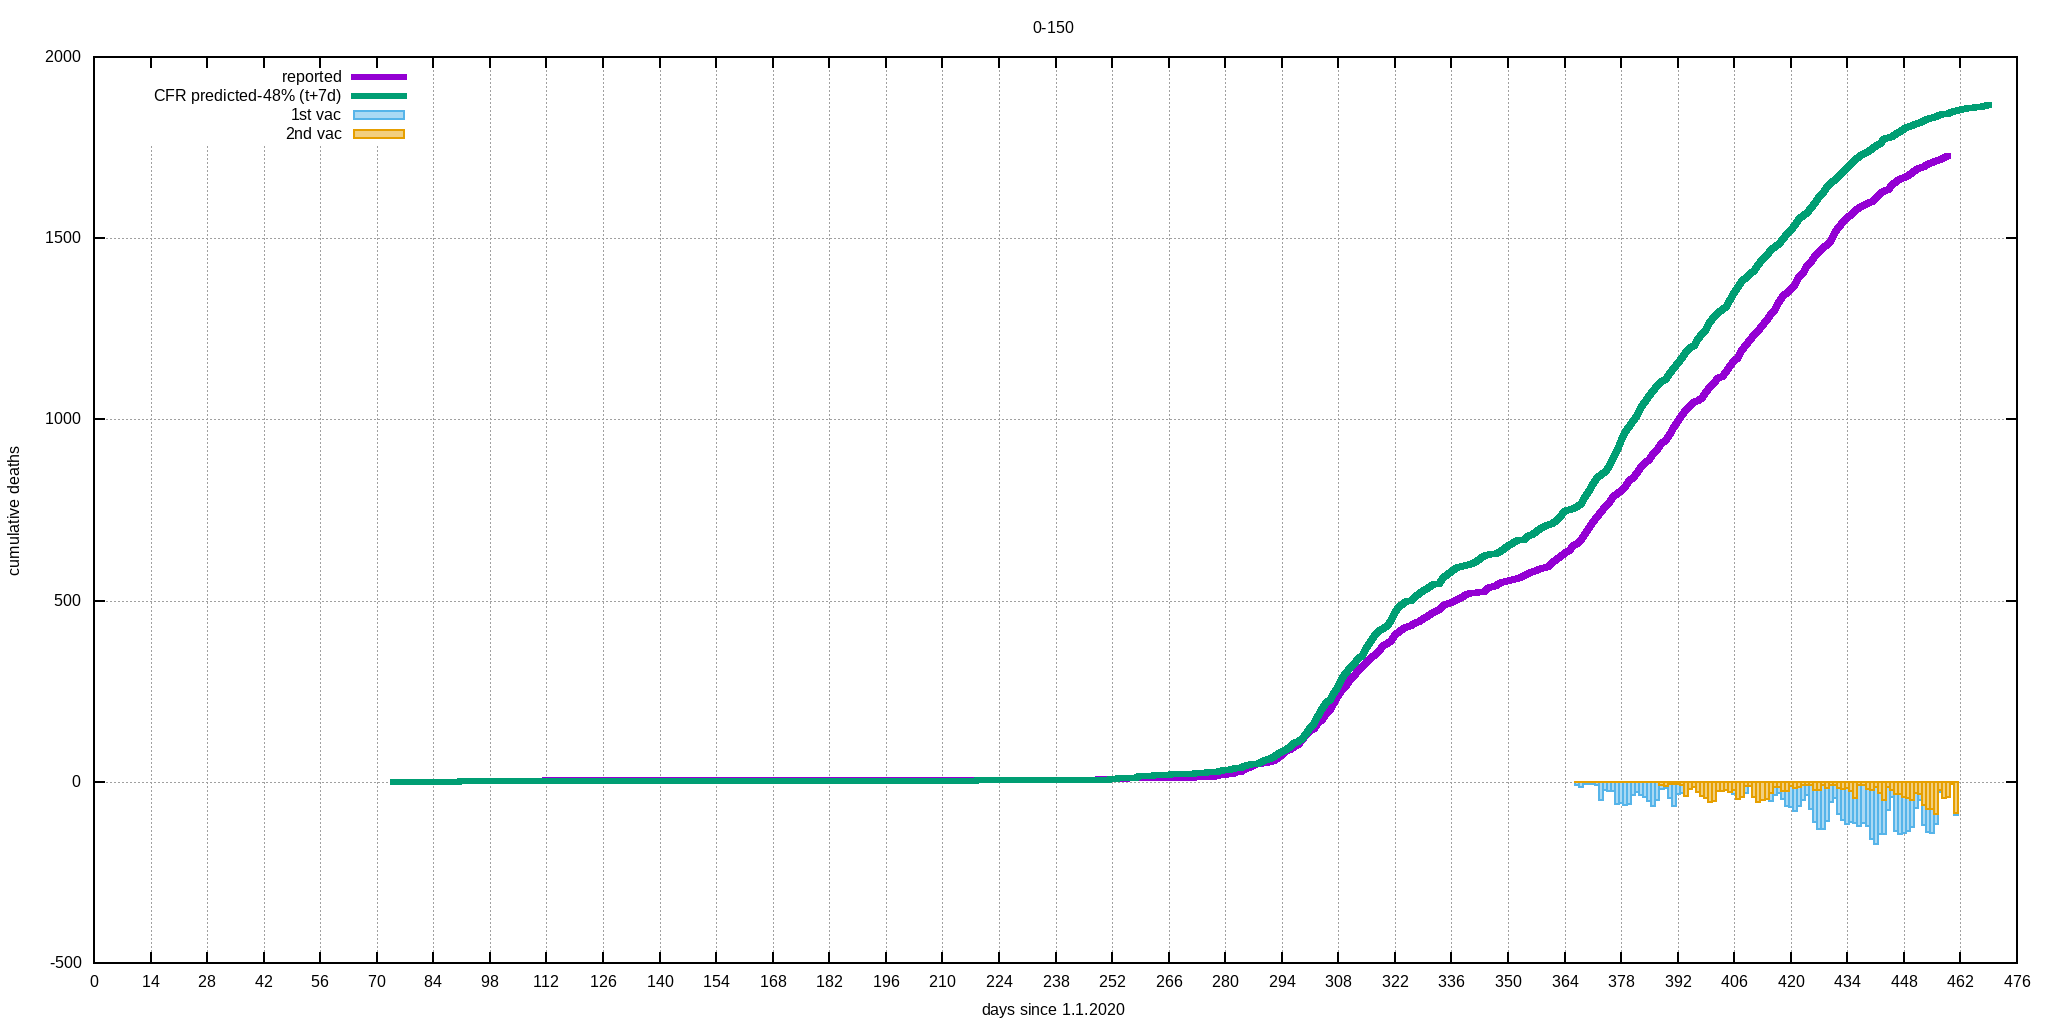 0-150
2000
1500
1000
500
0
-500
cumulative deaths
reported
CFR predicted-48% (t+7d)
1st vac
2nd vac
0 14 28 42 56 70 84 98 112 126 140 154 168 182 196 210 224 238 252 266 280 294 308 322 336 350 364 378 392 406 420 434 448 462 476
days since 1.1.2020